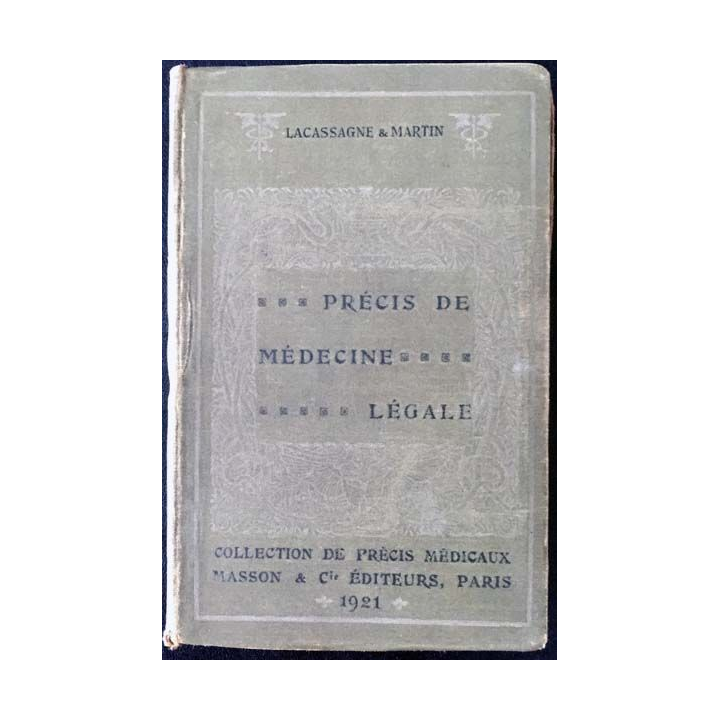 LACASSAGNE & MARTIN
PRÉCIS DE
MÉDECINE
LÉGALE
COLLECTION DE PRÉCIS MÉDICAUX
MASSON & Cie ÉDITEURS, PARIS
1921